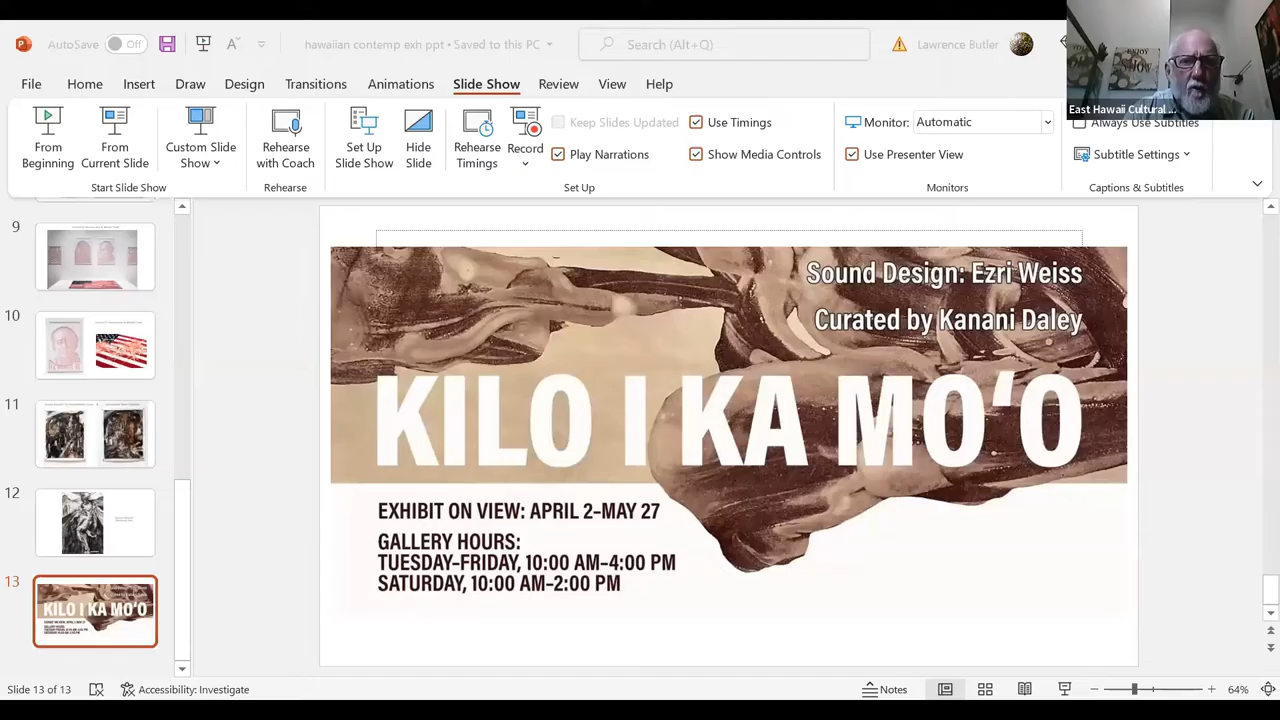 AutoSave Off hawaiian contemp exh ppt • Saved to this PC Search (Alt+Q) Lawrence Butler
ENJOY
SHOW
File Home Insert Draw Design Transitions Animations Slide Show Review View Help
East Hawaii Cultural ...
From Beginning
From Current Slide
Custom Slide Show
Start Slide Show
Rehearse with Coach
Rehearse
Set Up Slide Show
Hide Slide
Rehearse Timings
Record
Keep Slides Updated
Play Narrations
Use Timings
Show Media Controls
Set Up
Monitor: Automatic
Use Presenter View
Monitors
Always Use Subtitles
Subtitle Settings
Captions & Subtitles
9
10
11
12
13
KILO I KA MOʻO
Sound Design: Ezri Weiss
Curated by Kanani Daley
KILO I KA MOʻO
EXHIBIT ON VIEW: APRIL 2–MAY 27
GALLERY HOURS:
TUESDAY–FRIDAY, 10:00 AM–4:00 PM
SATURDAY, 10:00 AM–2:00 PM
Slide 13 of 13 Accessibility: Investigate Notes 64%